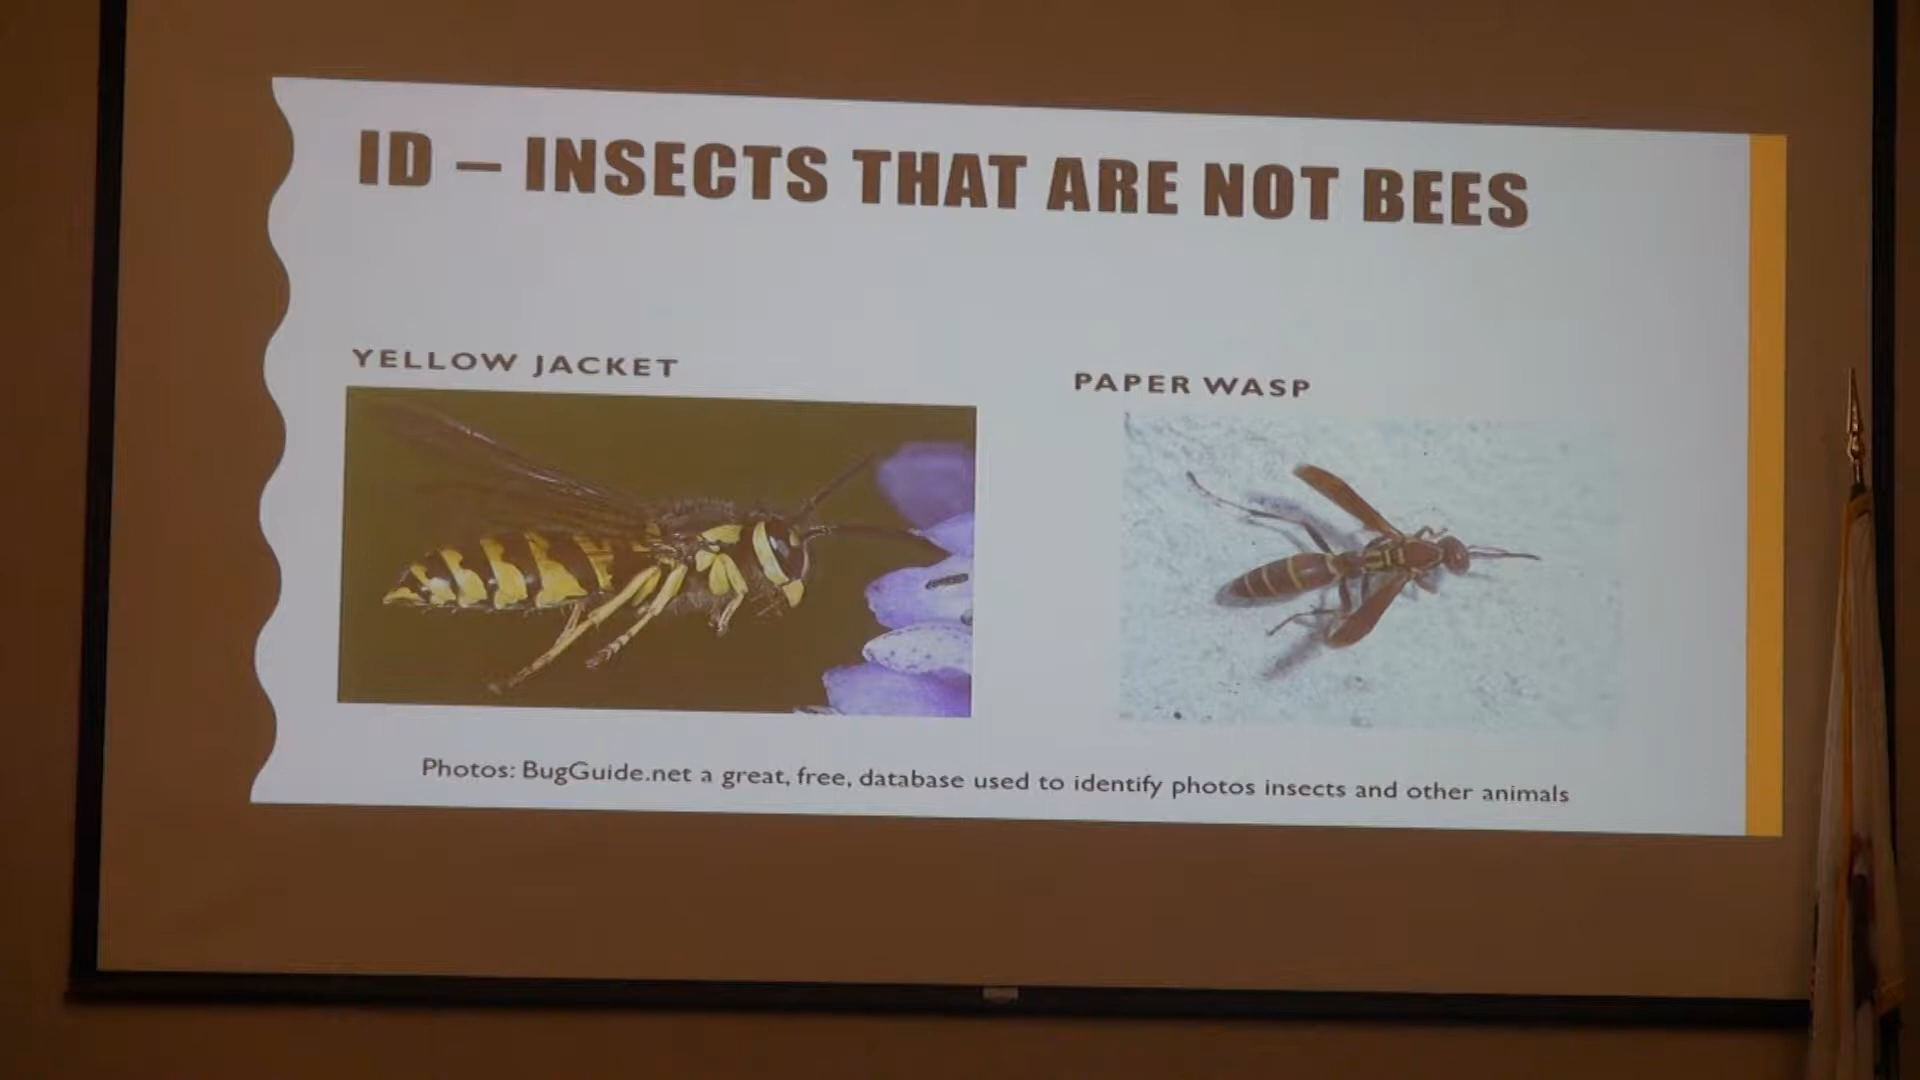 ID – INSECTS THAT ARE NOT BEES
YELLOW JACKET
PAPER WASP
Photos: BugGuide.net a great, free, database used to identify photos insects and other animals